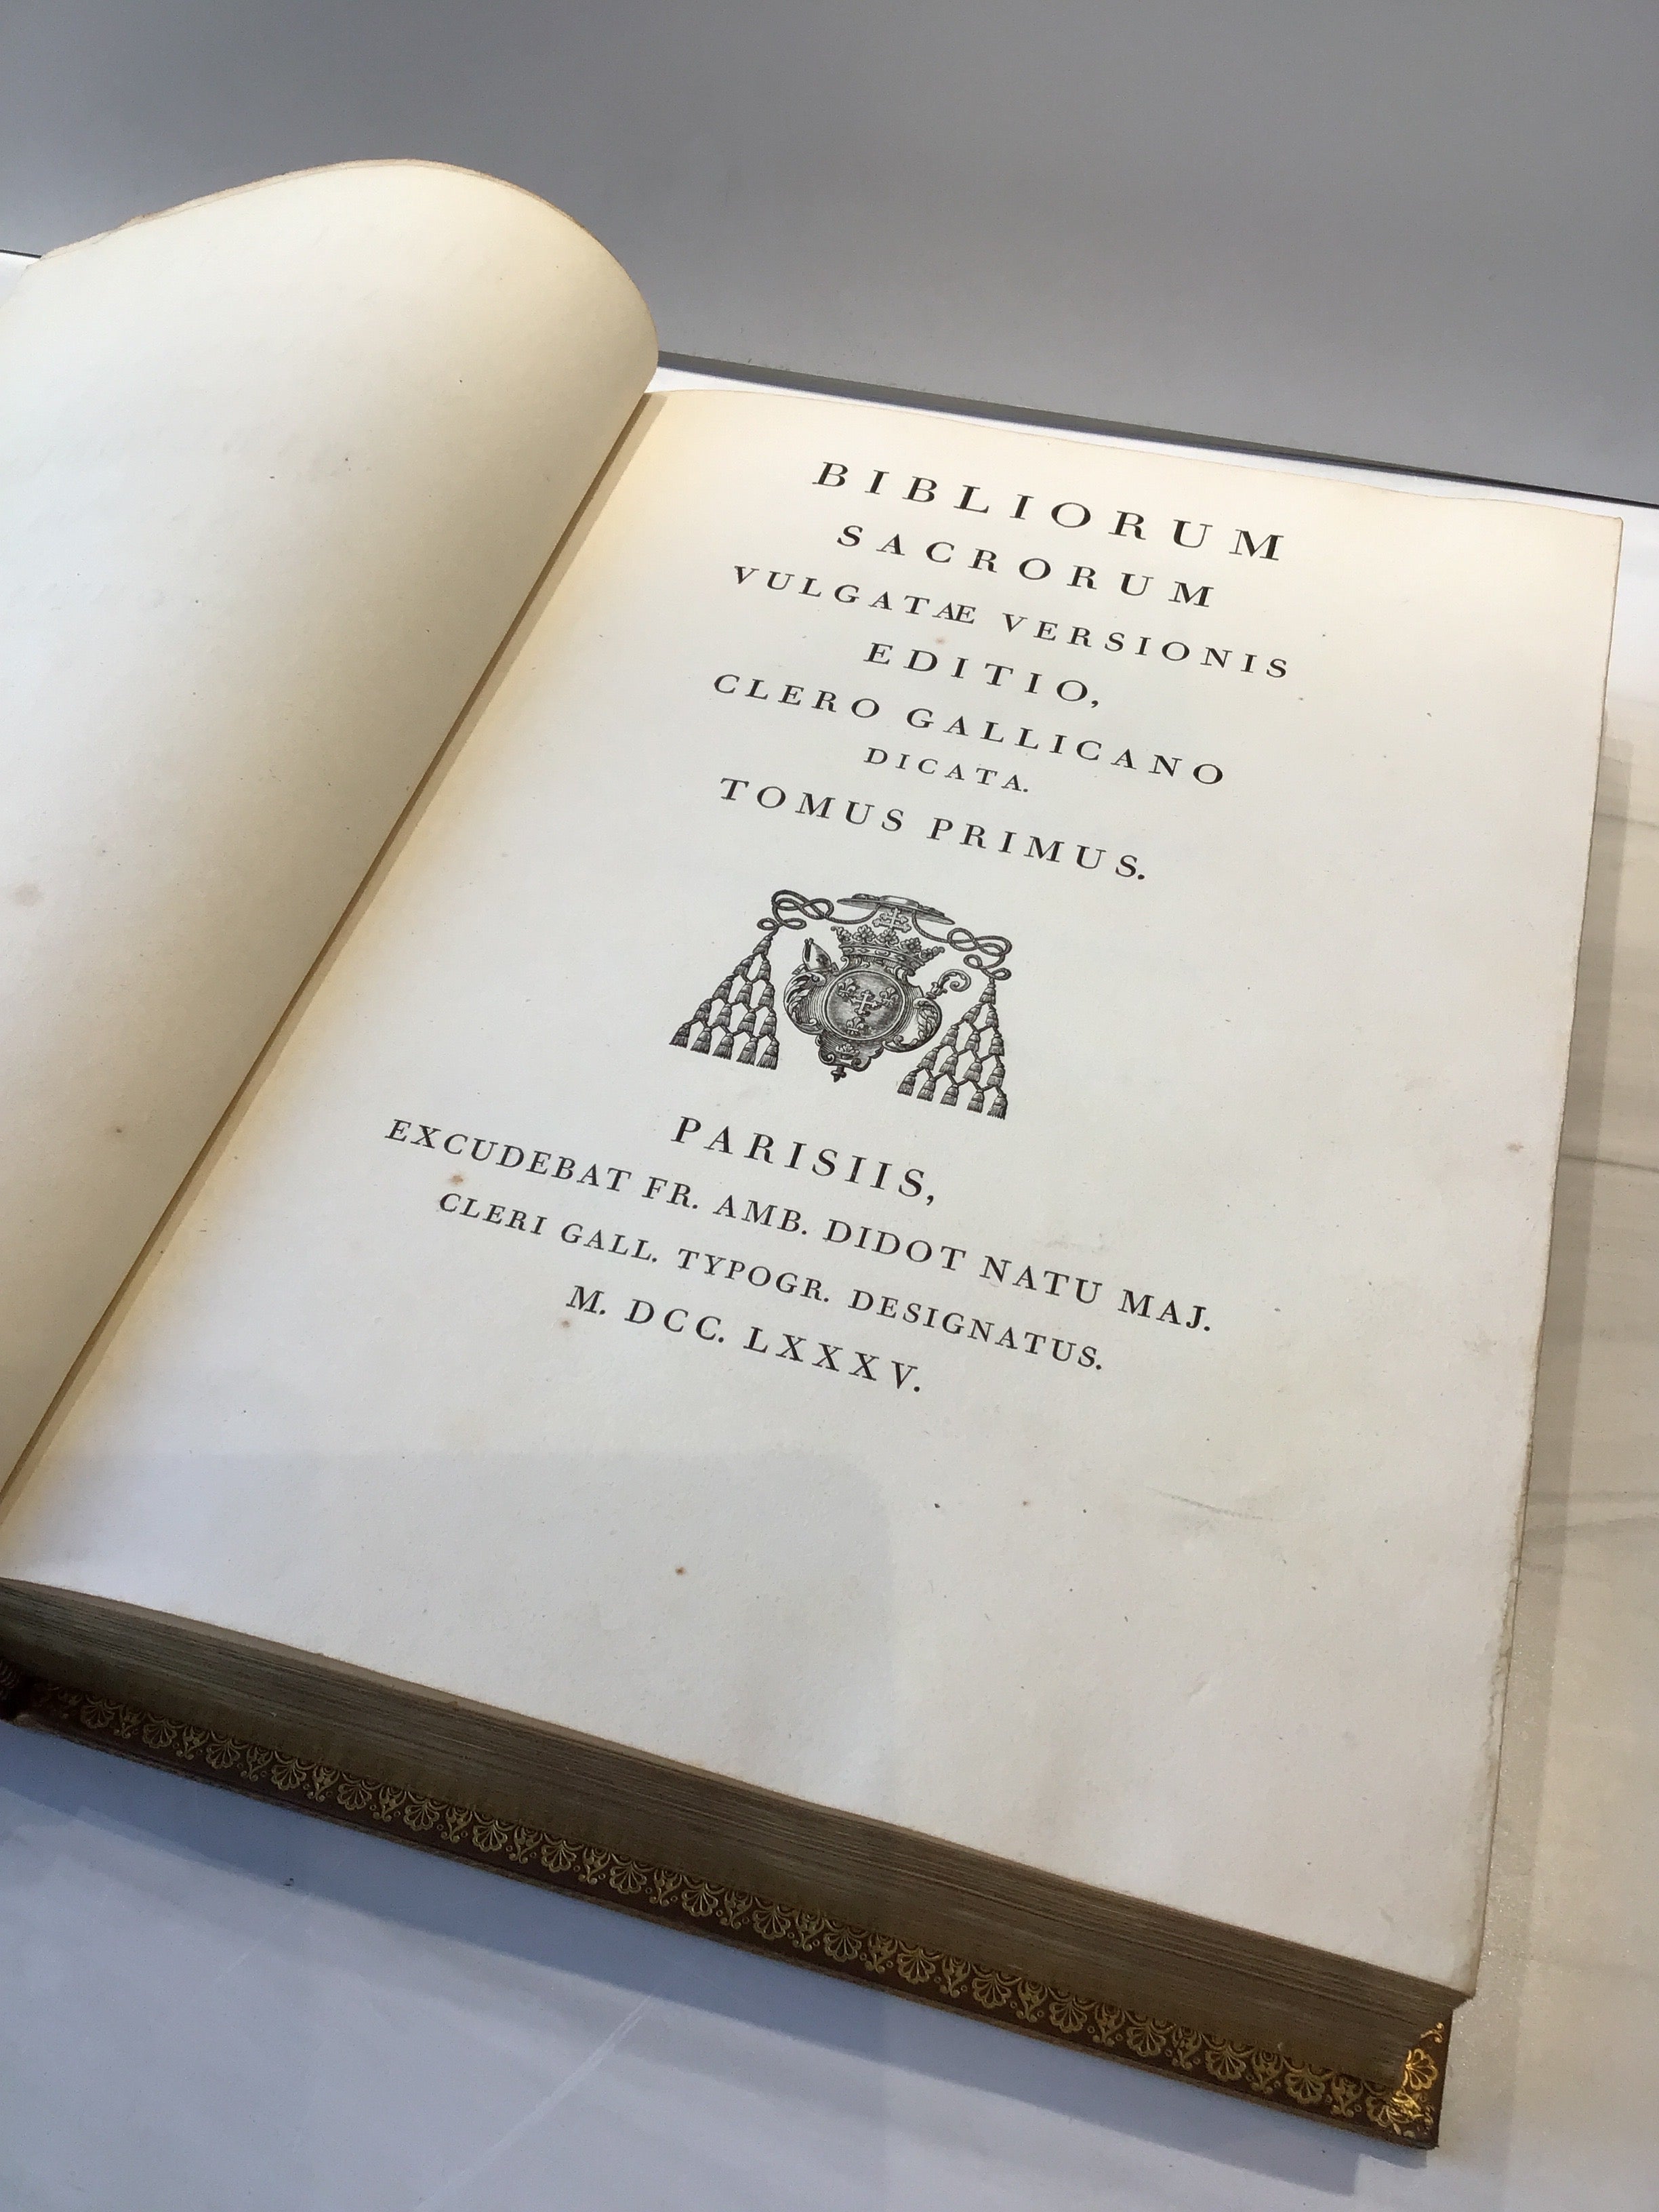 BIBLIORUM
SACRORUM
VULGATÆ VERSIONIS
EDITIO,
CLERO GALLICANO
DICATA.
TOMUS PRIMUS.
PARISIIS,
EXCUDEBAT FR. AMB. DIDOT NATU MAJ.
CLERI GALL. TYPOGR. DESIGNATUS.
M. DCC. LXXXV.